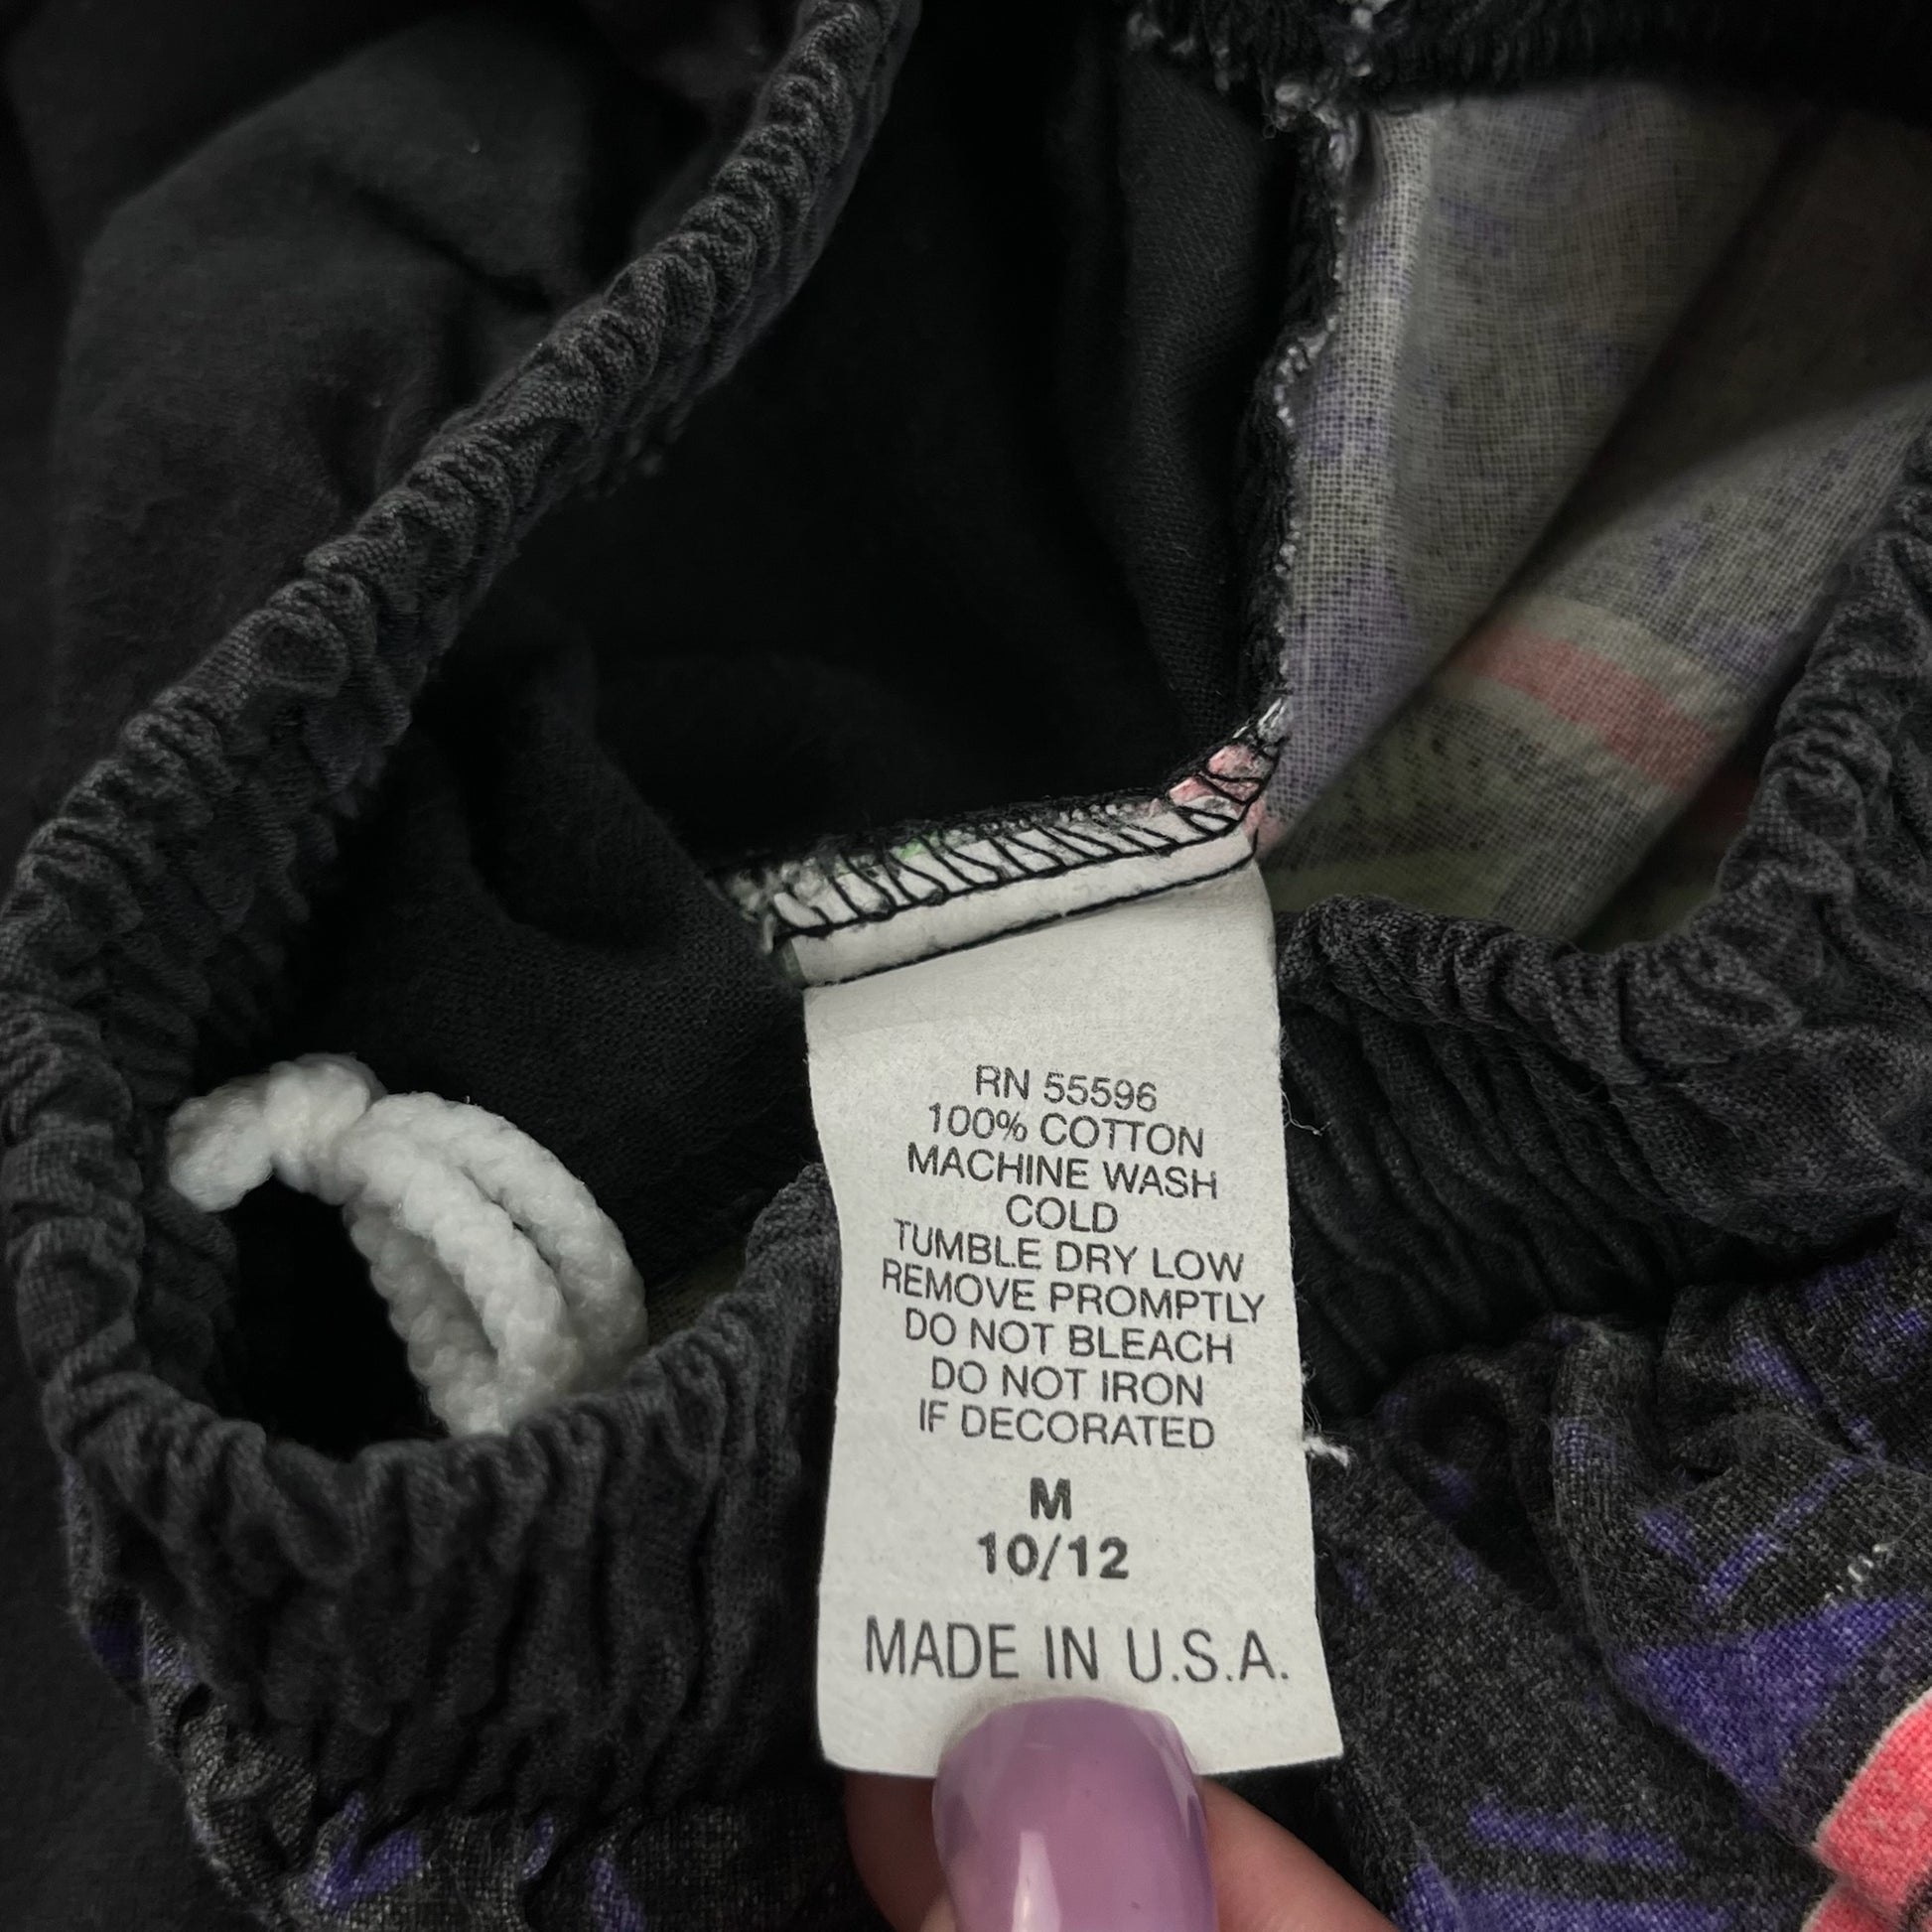 RN 55596
100% COTTON
MACHINE WASH
COLD
TUMBLE DRY LOW
REMOVE PROMPTLY
DO NOT BLEACH
DO NOT IRON
IF DECORATED
M
10/12
MADE IN U.S.A.